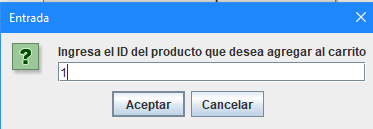 Entrada
Ingresa el ID del producto que desea agregar al carrito
1
Aceptar
Cancelar